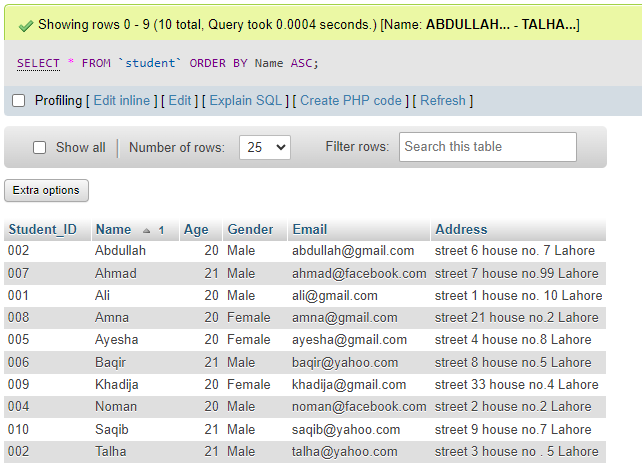 Showing rows 0 - 9 (10 total, Query took 0.0004 seconds.) [Name: ABDULLAH... - TALHA...]
SELECT * FROM `student` ORDER BY Name ASC;
Profiling [ Edit inline ] [ Edit ] [ Explain SQL ] [ Create PHP code ] [ Refresh ]
Show all Number of rows: 25 Filter rows: Search this table
Extra options
Student_ID Name 1 Age Gender Email Address
002 Abdullah 20 Male abdullah@gmail.com street 6 house no. 7 Lahore
007 Ahmad 21 Male ahmad@facebook.com street 7 house no.99 Lahore
001 Ali 20 Male ali@gmail.com street 1 house no. 10 Lahore
008 Amna 20 Female amna@gmail.com street 21 house no.2 Lahore
005 Ayesha 20 Female ayesha@gmail.com street 4 house no.8 Lahore
006 Baqir 21 Male baqir@yahoo.com street 8 house no.5 Lahore
009 Khadija 20 Female khadija@gmail.com street 33 house no.4 Lahore
004 Noman 20 Male noman@facebook.com street 2 house no.2 Lahore
010 Saqib 21 Male saqib@yahoo.com street 9 house no.7 Lahore
002 Talha 21 Male talha@yahoo.com street 3 house no . 5 Lahore